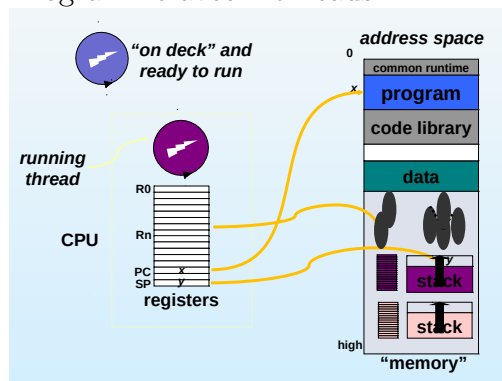 "on deck" and
ready to run
address space
0
common runtime
x
program
code library
running
thread
data
R0
Rn
CPU
y
PC x
SP y
stack
registers
stack
high
"memory"